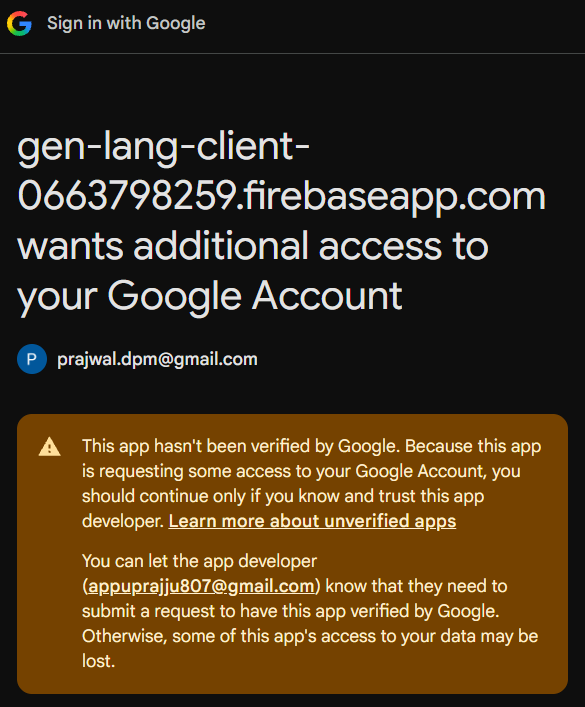 Sign in with Google
gen-lang-client-
0663798259.firebaseapp.com
wants additional access to
your Google Account
P prajwal.dpm@gmail.com
This app hasn't been verified by Google. Because this app
is requesting some access to your Google Account, you
should continue only if you know and trust this app
developer. Learn more about unverified apps
You can let the app developer
(appuprajju807@gmail.com) know that they need to
submit a request to have this app verified by Google.
Otherwise, some of this app's access to your data may be
lost.